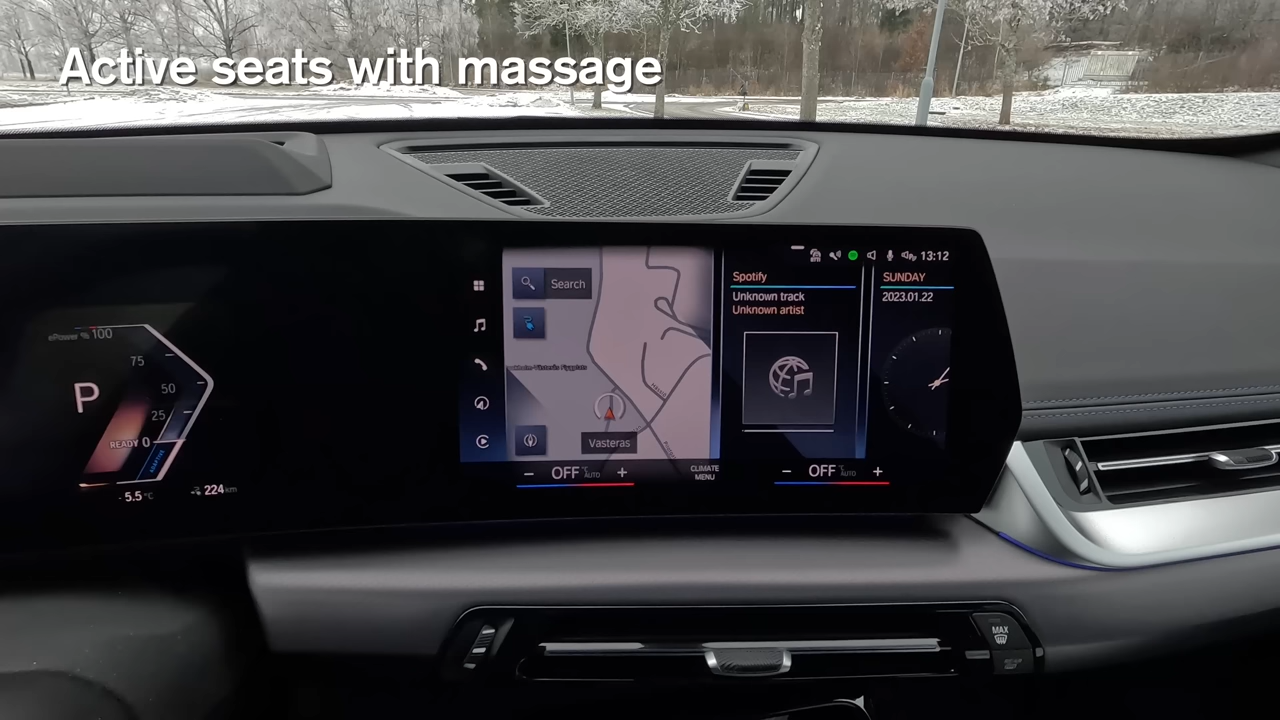 Active seats with massage
13:12
Spotify
SUNDAY
Search
Unknown track
2023.01.22
Unknown artist
ePower % 100
75
50
P
25
READY 0
ADAPTIVE
Vasteras
- OFF °C AUTO +
CLIMATE
MENU
- OFF °C AUTO +
-5.5 °C
224 km
MAX